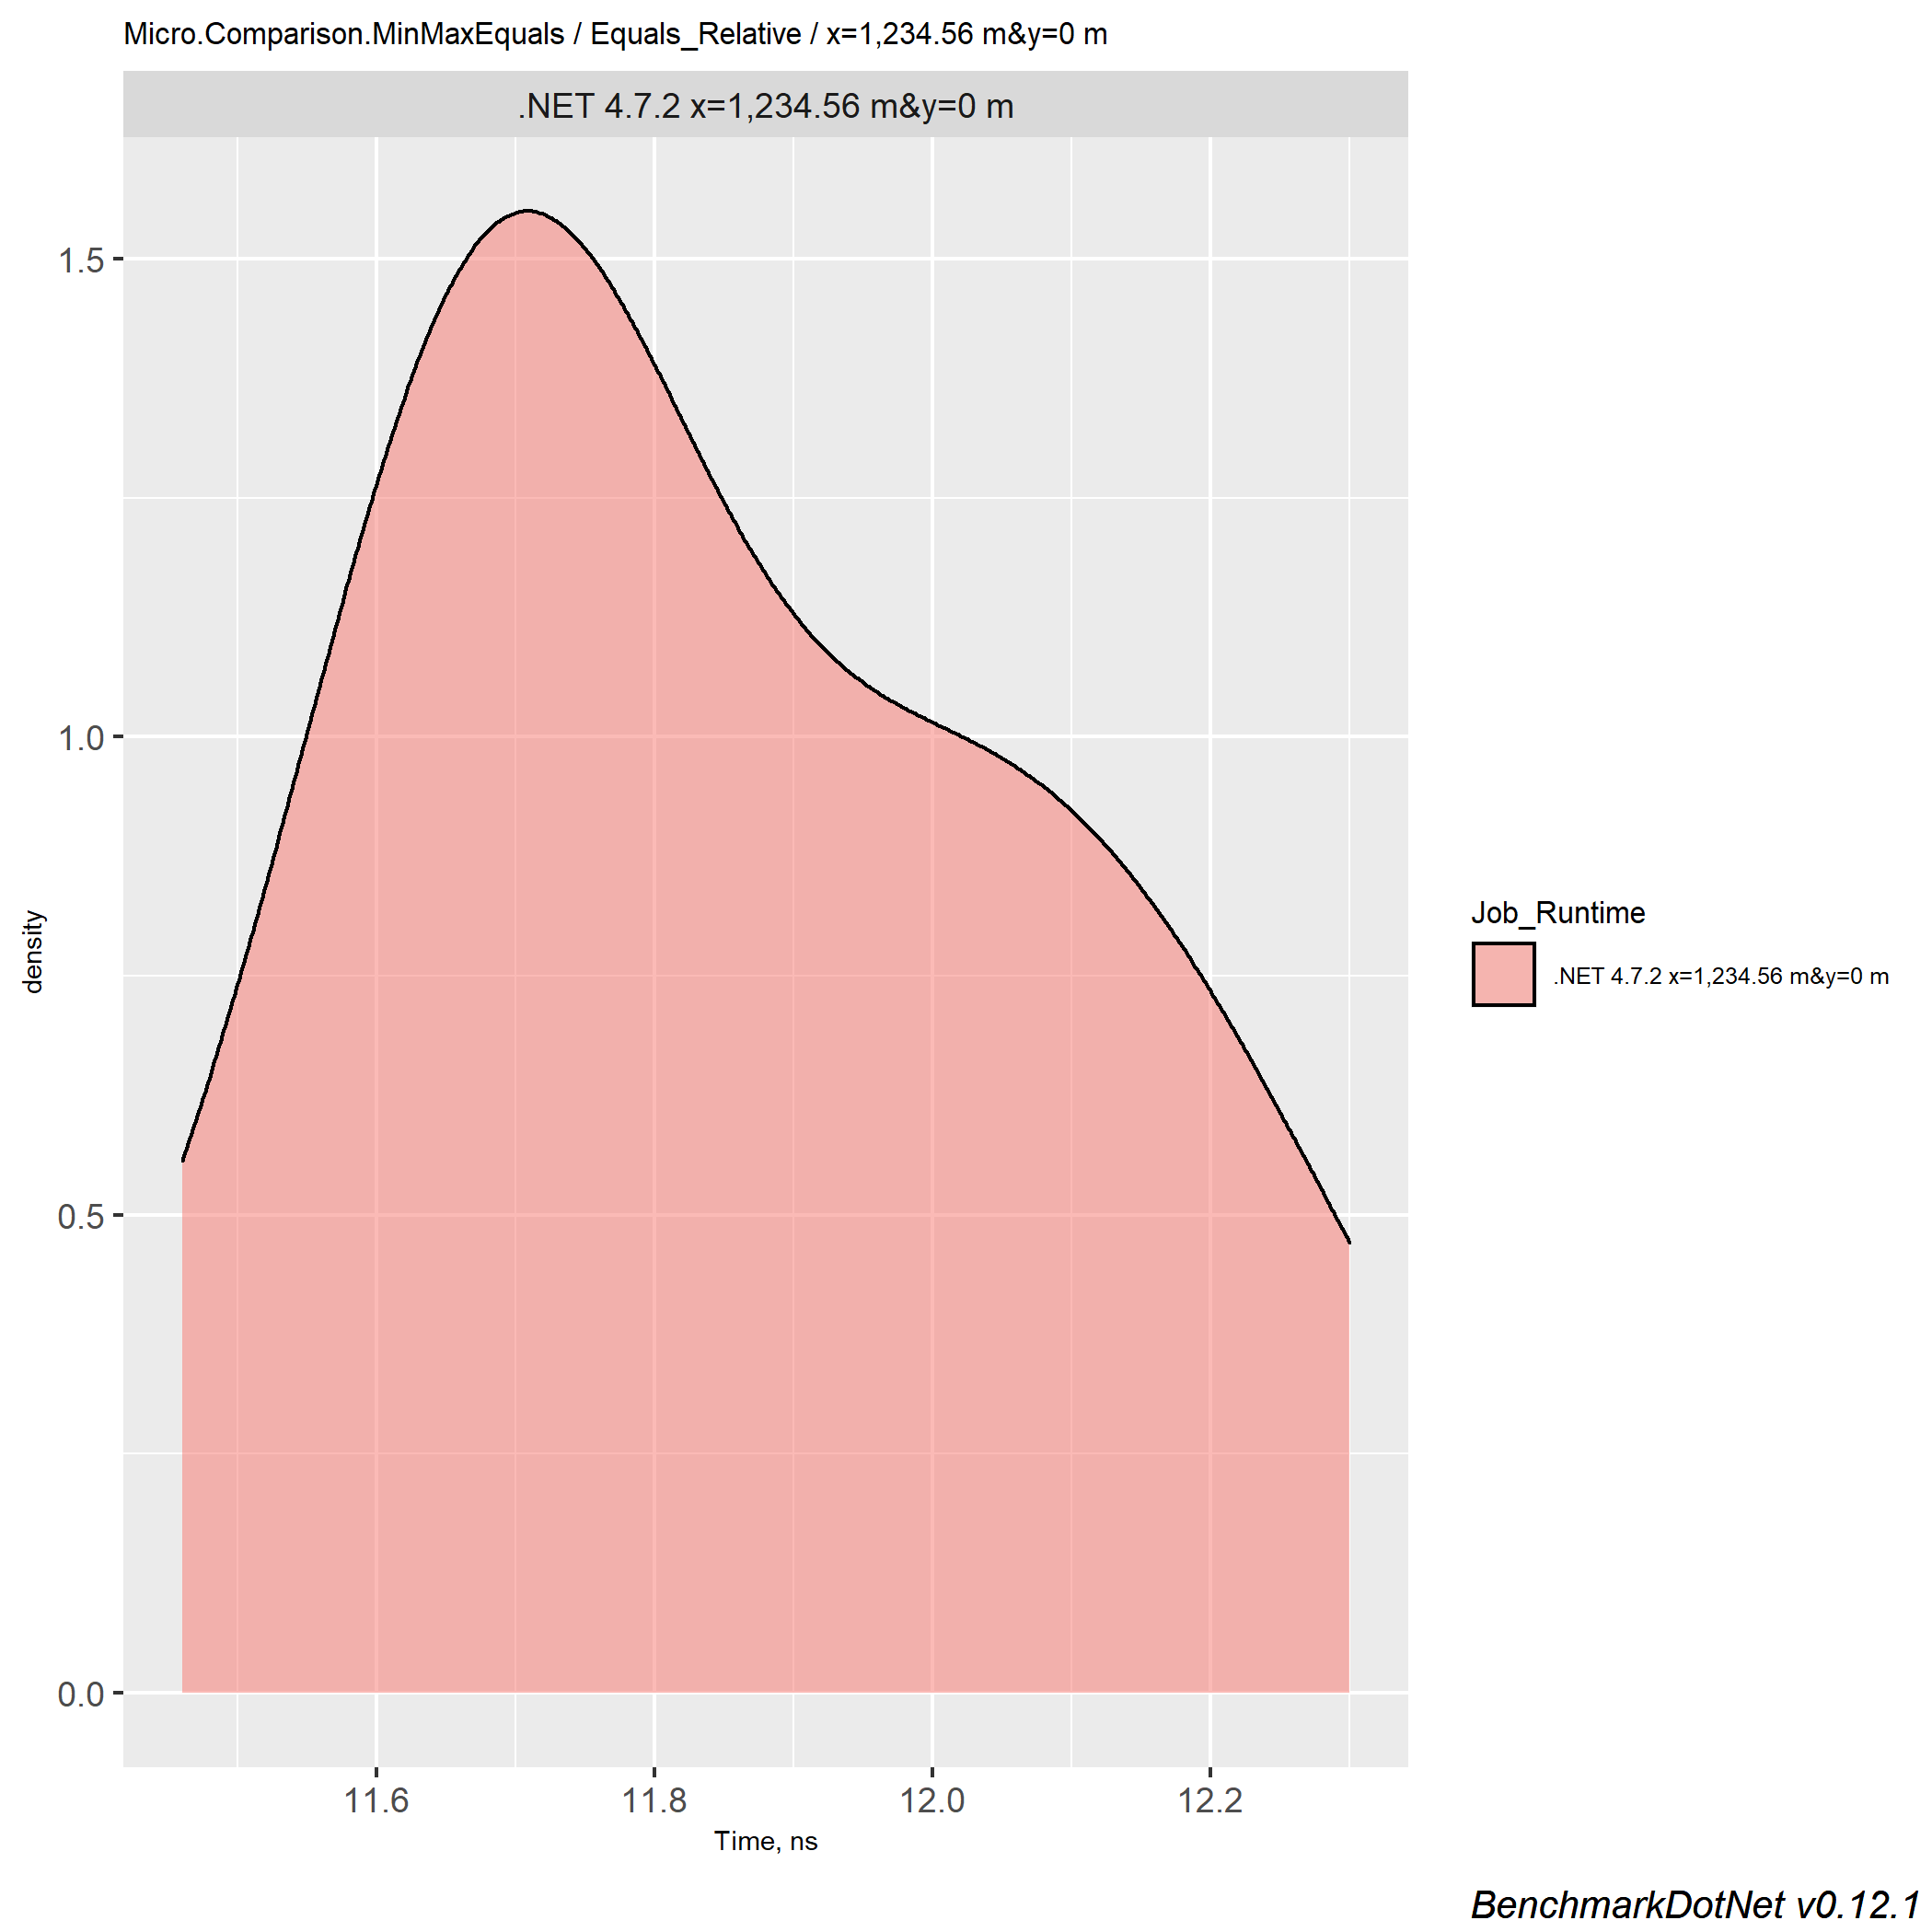 Micro.Comparison.MinMaxEquals / Equals_Relative / x=1,234.56 m&y=0 m
.NET 4.7.2 x=1,234.56 m&y=0 m
1.5
1.0
0.5
0.0
density
11.6 11.8 12.0 12.2
Time, ns
Job_Runtime
.NET 4.7.2 x=1,234.56 m&y=0 m
BenchmarkDotNet v0.12.1